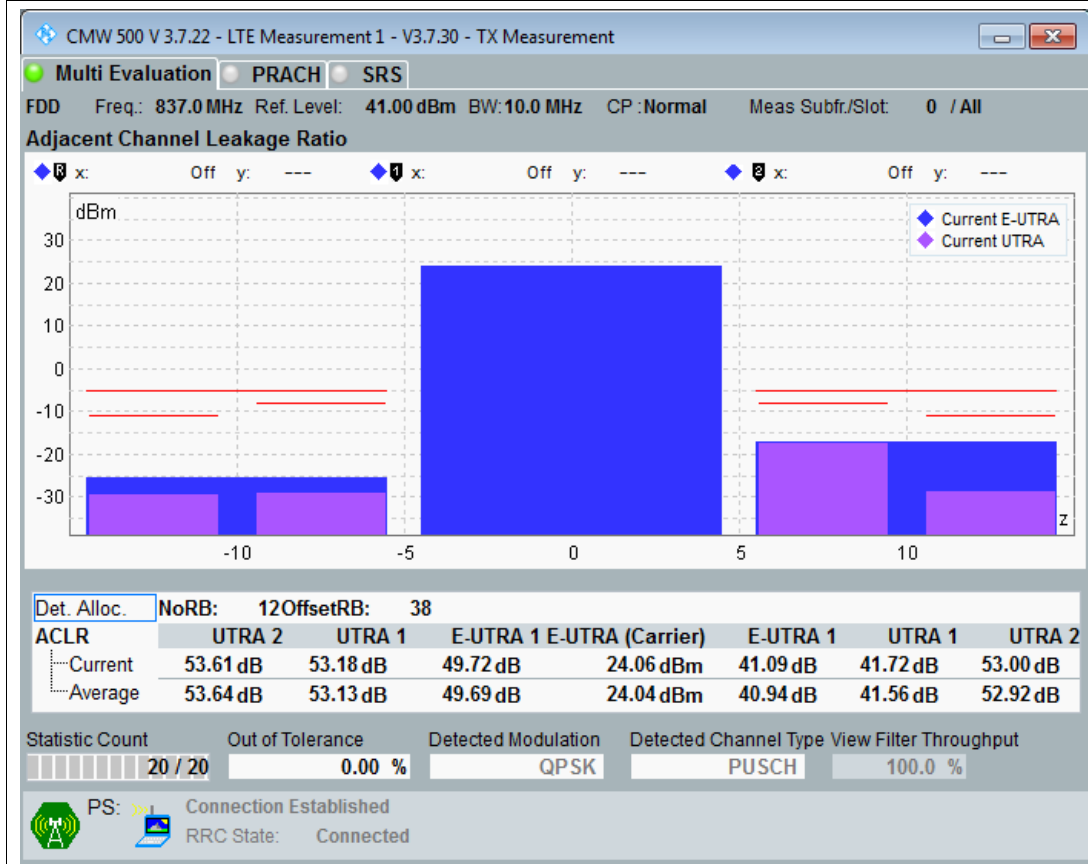 CMW 500 V 3.7.22 - LTE Measurement 1 - V3.7.30 - TX Measurement
Multi Evaluation PRACH SRS
FDD Freq.: 837.0 MHz Ref. Level: 41.00 dBm BW: 10.0 MHz CP : Normal Meas Subfr./Slot: 0 / All
Adjacent Channel Leakage Ratio
R x: Off y: --- 1 x: Off y: --- 2 x: Off y: ---
dBm
Current E-UTRA
Current UTRA
30
20
10
0
-10
-20
-30
z
-10 -5 0 5 10
Det. Alloc. NoRB: 12 OffsetRB: 38
ACLR UTRA 2 UTRA 1 E-UTRA 1 E-UTRA (Carrier) E-UTRA 1 UTRA 1 UTRA 2
Current 53.61 dB 53.18 dB 49.72 dB 24.06 dBm 41.09 dB 41.72 dB 53.00 dB
Average 53.64 dB 53.13 dB 49.69 dB 24.04 dBm 40.94 dB 41.56 dB 52.92 dB
Statistic Count Out of Tolerance Detected Modulation Detected Channel Type View Filter Throughput
20 / 20 0.00 % QPSK PUSCH 100.0 %
PS: Connection Established
RRC State: Connected